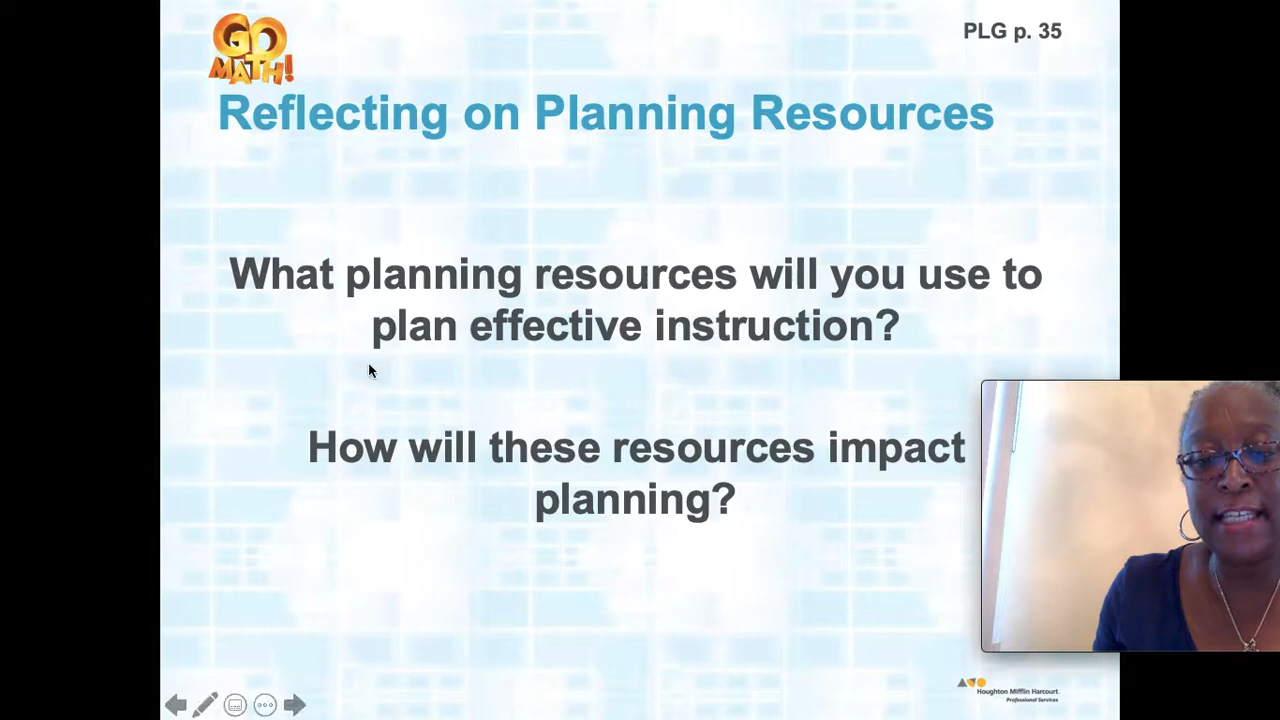 GO
MATH!
PLG p. 35
Reflecting on Planning Resources
What planning resources will you use to
plan effective instruction?
How will these resources impact
planning?
Houghton Mifflin Harcourt
Professional Services